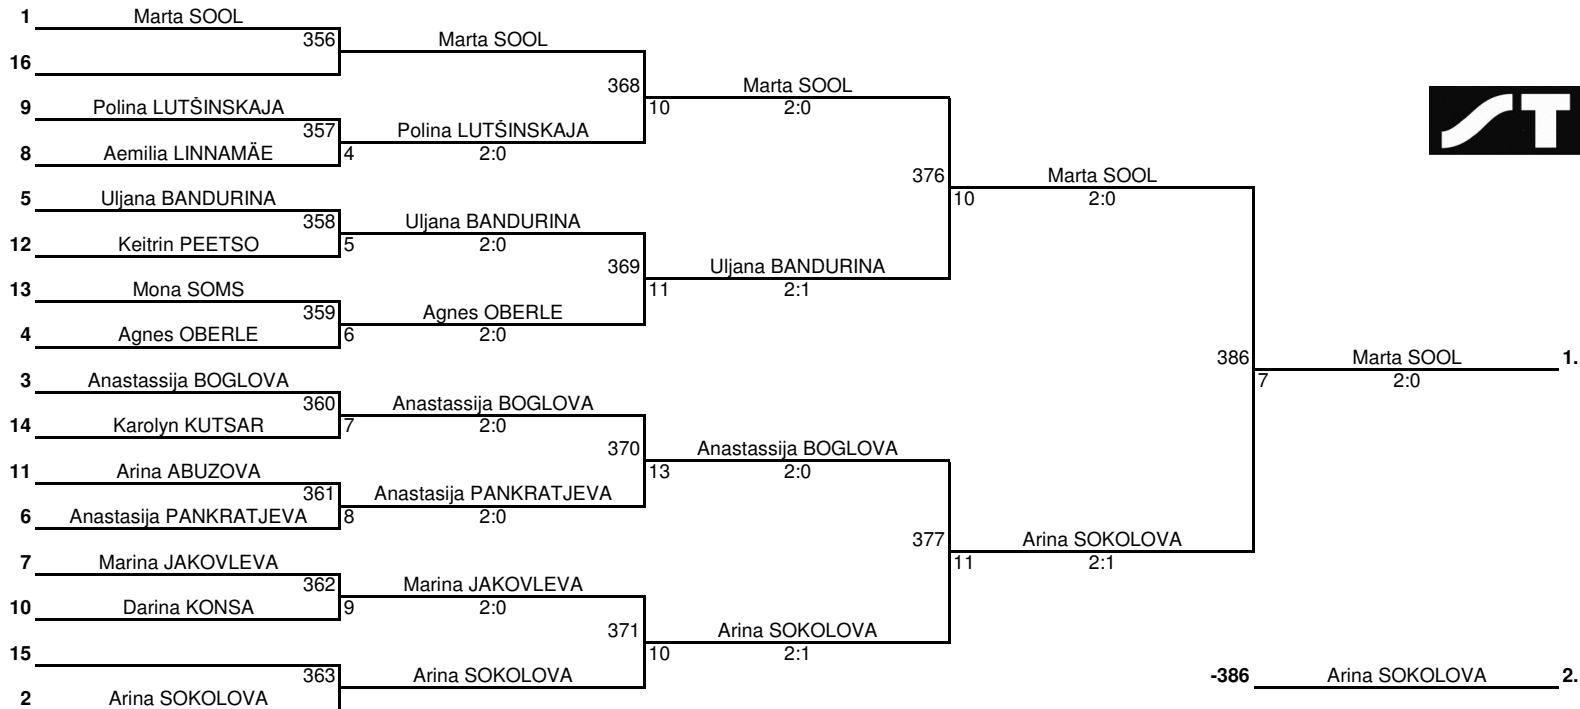 1 Marta SOOL
356 Marta SOOL
16
368 Marta SOOL
10 2:0
9 Polina LUTŠINSKAJA
357 Polina LUTŠINSKAJA
8 Aemilia LINNAMÄE 4 2:0
ST
376 Marta SOOL
10 2:0
5 Uljana BANDURINA
358 Uljana BANDURINA
12 Keitrin PEETSO 5 2:0
369 Uljana BANDURINA
11 2:1
13 Mona SOMS
359 Agnes OBERLE
4 Agnes OBERLE 6 2:0
386 Marta SOOL 1.
7 2:0
3 Anastassija BOGLOVA
360 Anastassija BOGLOVA
14 Karolyn KUTSAR 7 2:0
370 Anastassija BOGLOVA
13 2:0
11 Arina ABUZOVA
361 Anastasija PANKRATJEVA
6 Anastasija PANKRATJEVA 8 2:0
377 Arina SOKOLOVA
11 2:1
7 Marina JAKOVLEVA
362 Marina JAKOVLEVA
10 Darina KONSA 9 2:0
371 Arina SOKOLOVA
10 2:1
15
363 Arina SOKOLOVA
-386 Arina SOKOLOVA 2.
2 Arina SOKOLOVA